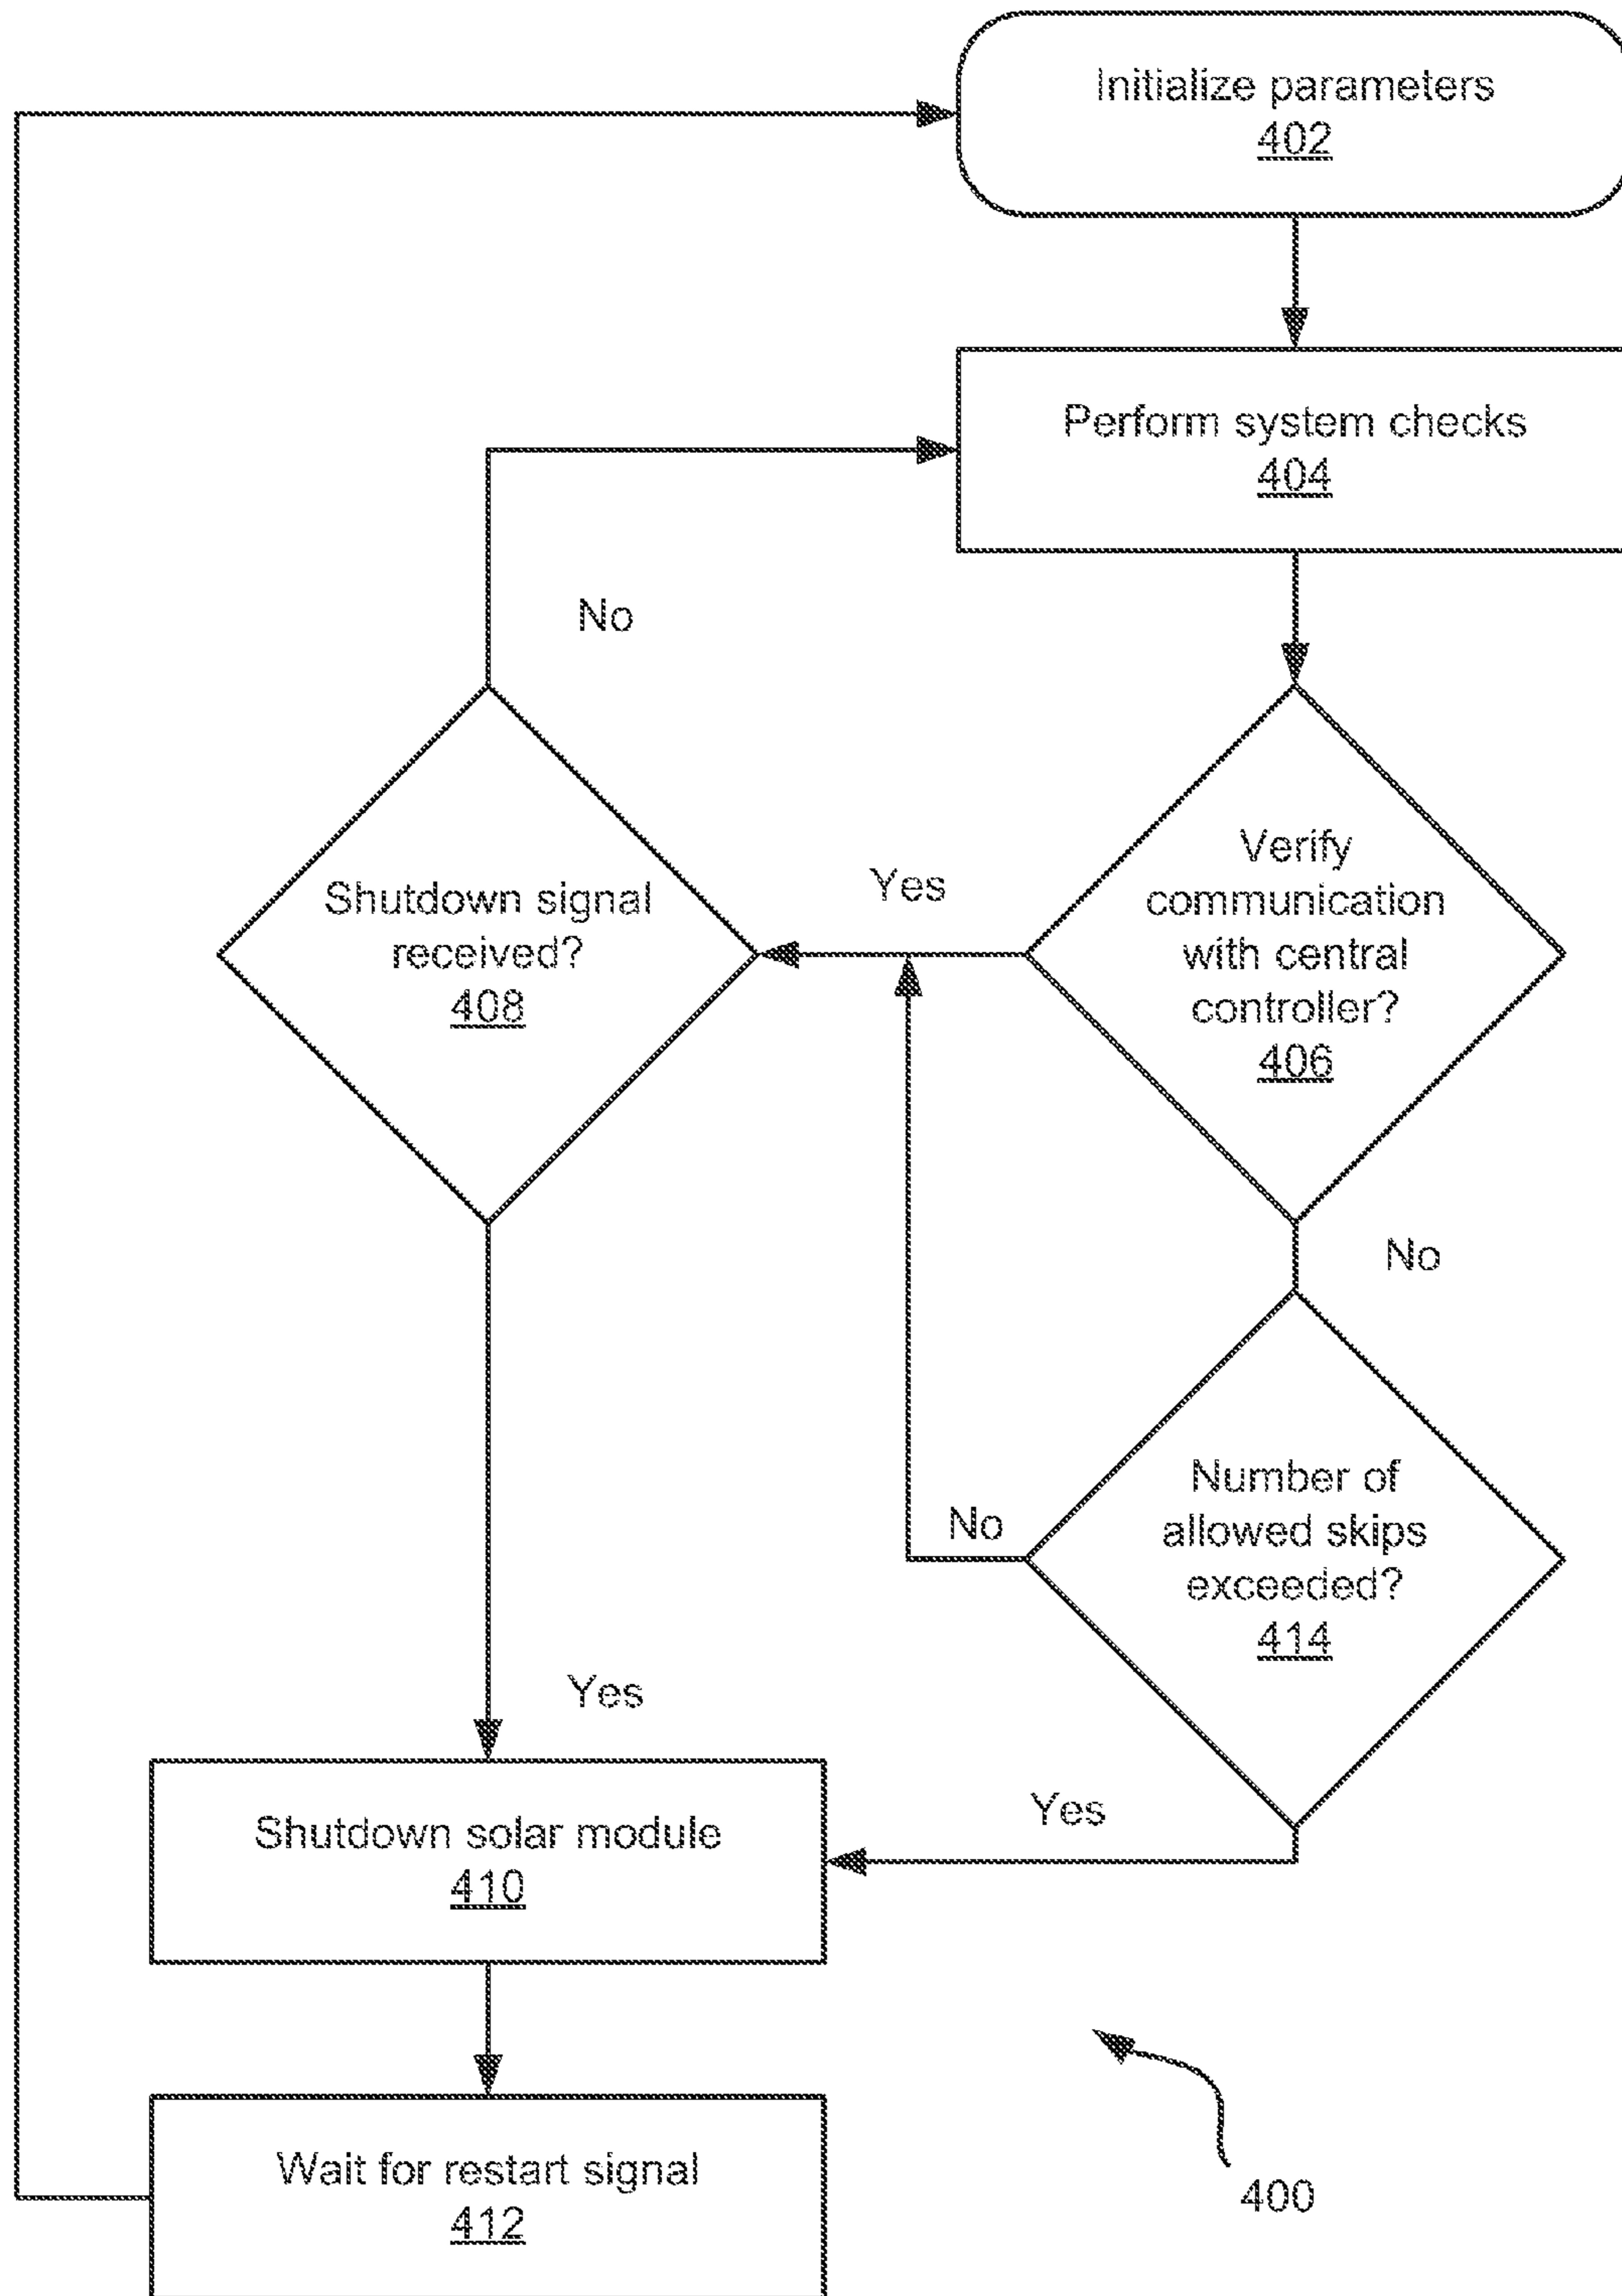 Initialize parameters
402
Perform system checks
404
No
Verify
communication
with central
controller?
406
Yes
Shutdown signal
received?
408
No
Number of
allowed skips
exceeded?
414
No
Yes
Yes
Shutdown solar module
410
Wait for restart signal
412
400